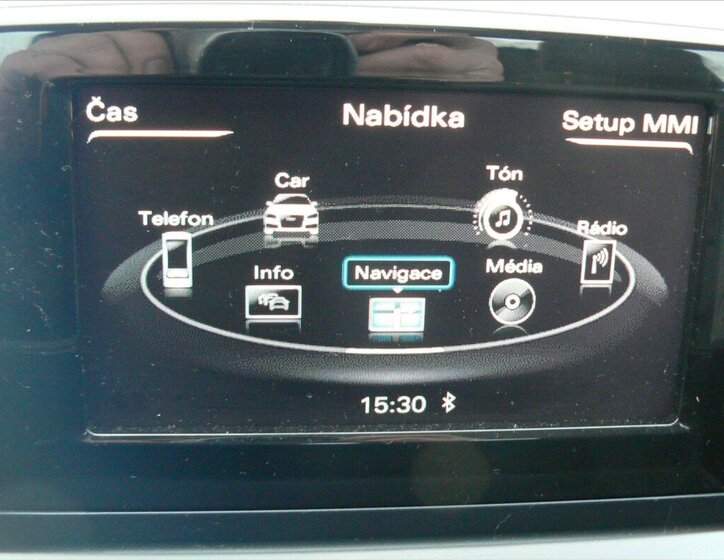 Čas
Nabídka
Setup MMI
Car
Tón
Telefon
Rádio
Info
Navigace
Média
15:30